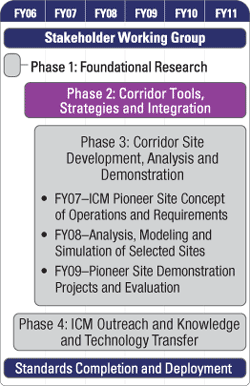 FY06 FY07 FY08 FY09 FY10 FY11
Stakeholder Working Group
Phase 1: Foundational Research
Phase 2: Corridor Tools,
Strategies and Integration
Phase 3: Corridor Site
Development, Analysis and
Demonstration
• FY07–ICM Pioneer Site Concept
of Operations and Requirements
• FY08–Analysis, Modeling and
Simulation of Selected Sites
• FY09–Pioneer Site Demonstration
Projects and Evaluation
Phase 4: ICM Outreach and Knowledge
and Technology Transfer
Standards Completion and Deployment